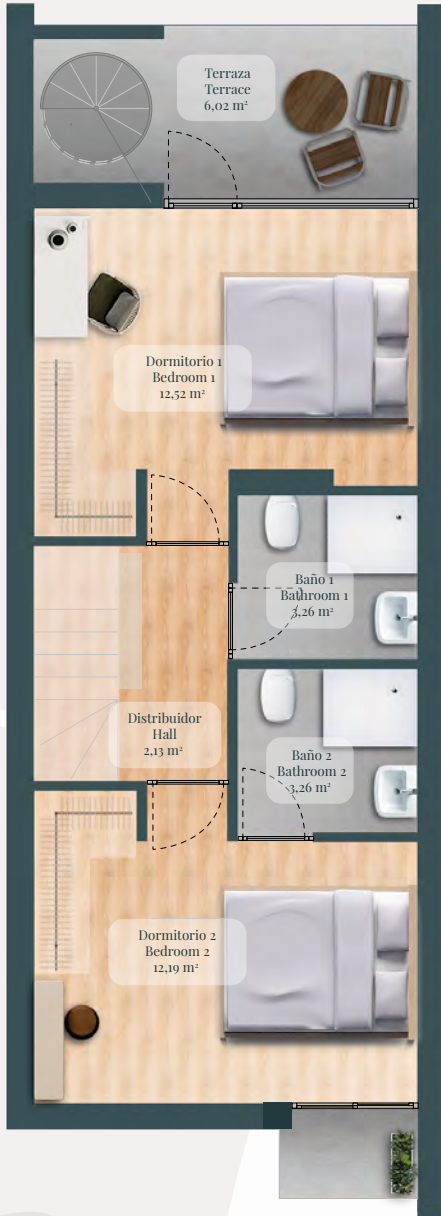 Terraza
Terrace
6,02 m²
Dormitorio 1
Bedroom 1
12,52 m²
Baño 1
Bathroom 1
3,26 m²
Distribuidor
Hall
2,13 m²
Baño 2
Bathroom 2
3,26 m²
Dormitorio 2
Bedroom 2
12,19 m²